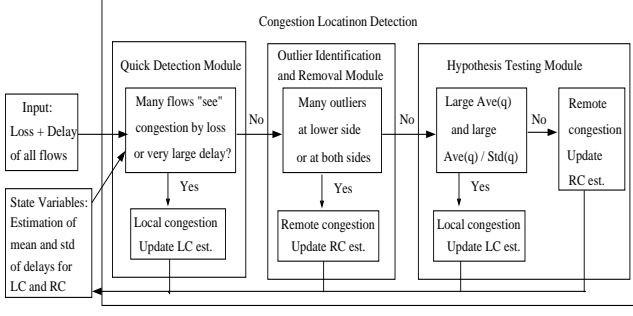 Congestion Locatinon Detection
Quick Detection Module
Outlier Identification
and Removal Module
Hypothesis Testing Module
Input:
Loss + Delay
of all flows
Many flows "see"
congestion by loss
or very large delay?
No
Many outliers
at lower side
or at both sides
No
Large Ave(q)
and large
Ave(q) / Std(q)
No
Remote
congestion
Update
RC est.
Yes
Yes
Yes
State Variables:
Estimation of
mean and std
of delays for
LC and RC
Local congestion
Update LC est.
Remote congestion
Update RC est.
Local congestion
Update LC est.